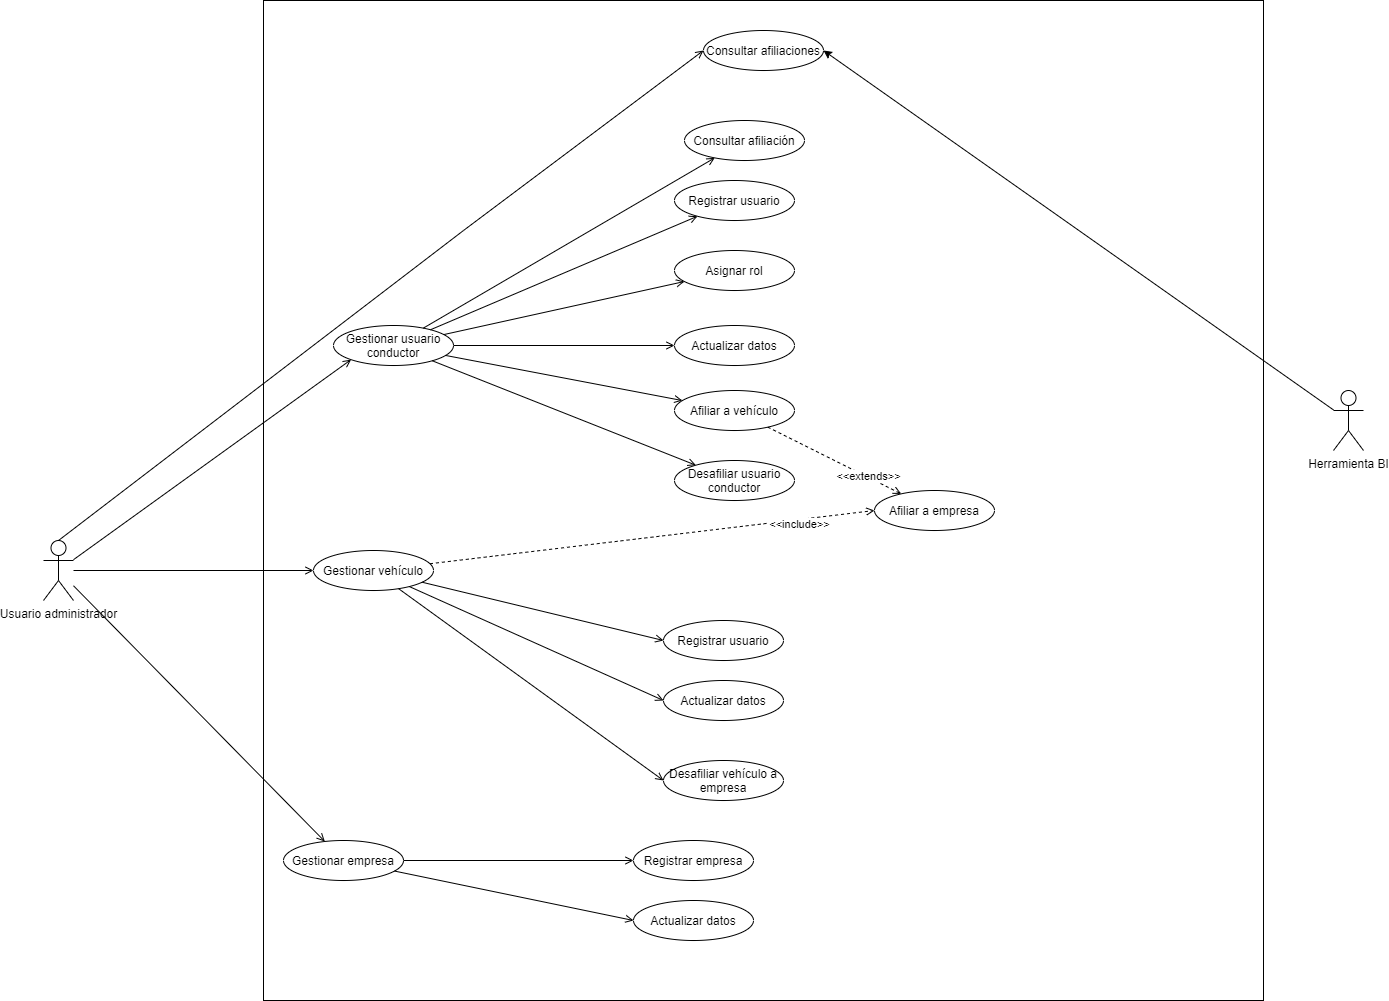 Consultar afiliaciones
Consultar afiliación
Registrar usuario
Asignar rol
Gestionar usuario
conductor
Actualizar datos
Afiliar a vehículo
Herramienta BI
Desafiliar usuario
conductor
<<extends>>
Afiliar a empresa
<<include>>
Gestionar vehículo
Usuario administrador
Registrar usuario
Actualizar datos
Desafiliar vehículo a
empresa
Gestionar empresa
Registrar empresa
Actualizar datos